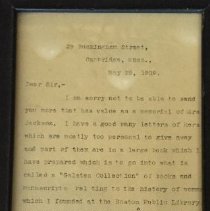 29 Buckingham Street,
Cambridge, Mass.,
May 25, 1909.
Dear Sir,-
I am sorry not to be able to send
you more that has value as a memorial of Mrs.
Jackson. I have a good many letters of hers
which are mostly too personal to give away
and part of them are in a large book which I
have prepared which is to go into what is
called a "Galatea Collection" of books and
manuscripts relating to the history of women
which I founded at the Boston Public Library